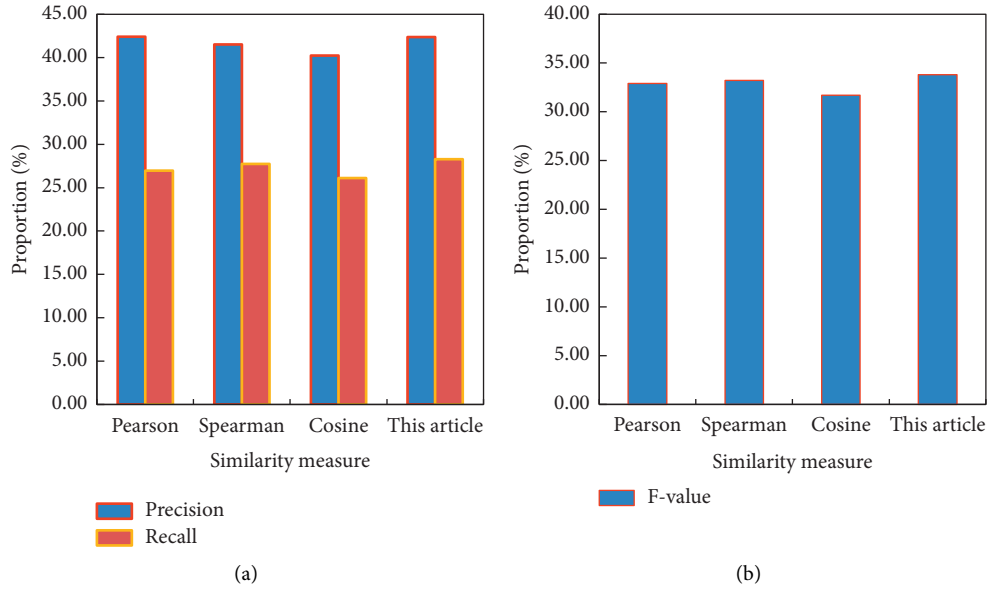 45.00
40.00
35.00
30.00
25.00
20.00
15.00
10.00
5.00
0.00
Proportion (%)
Pearson Spearman Cosine This article
Similarity measure
Precision
Recall
(a)
40.00
35.00
30.00
25.00
20.00
15.00
10.00
5.00
0.00
Proportion (%)
Pearson Spearman Cosine This article
Similarity measure
F-value
(b)